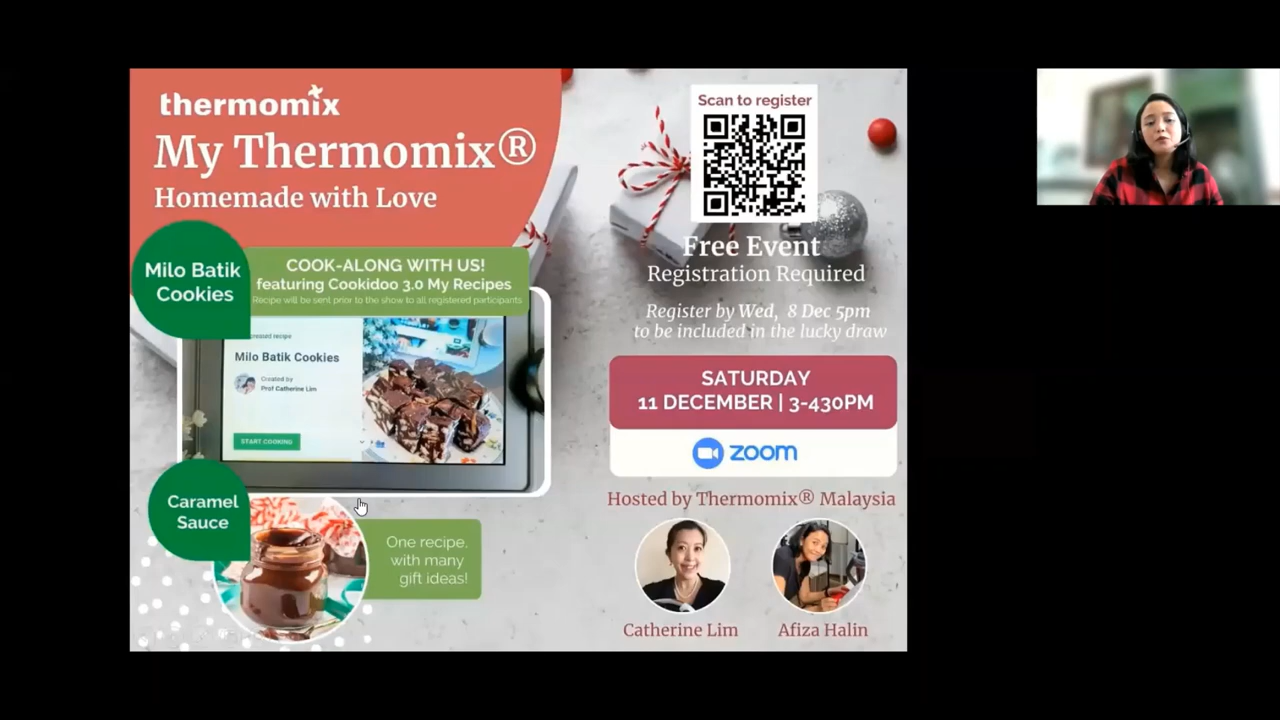 thermomix
My Thermomix®
Homemade with Love
Milo Batik
Cookies
COOK-ALONG WITH US!
featuring Cookidoo 3.0 My Recipes
Recipe will be sent prior to the show to all registered participants
created recipe
Milo Batik Cookies
Created by
Prof Catherine Lim
START COOKING
Caramel
Sauce
One recipe,
with many
gift ideas!
Scan to register
Free Event
Registration Required
Register by Wed, 8 Dec 5pm
to be included in the lucky draw
SATURDAY
11 DECEMBER | 3-430PM
zoom
Hosted by Thermomix® Malaysia
Catherine Lim
Afiza Halin